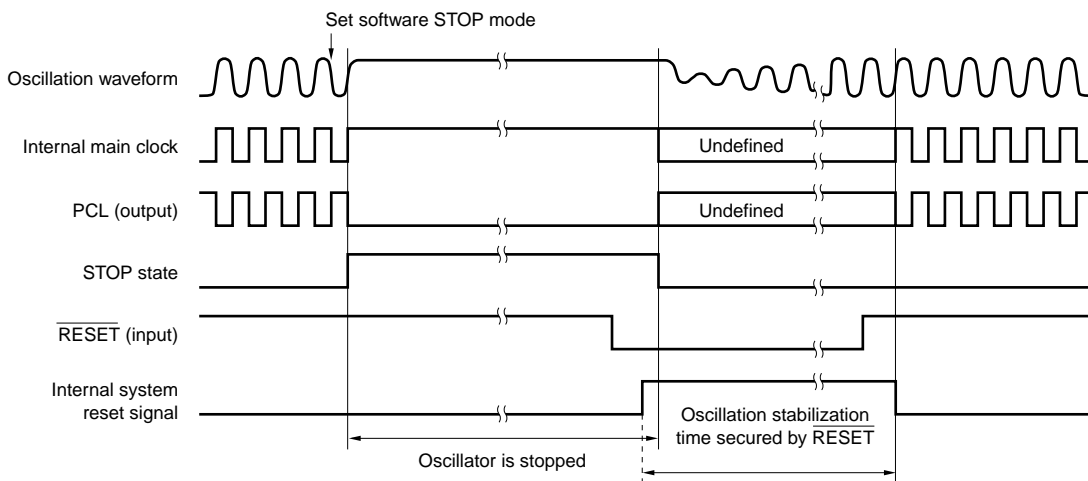 Set software STOP mode
Oscillation waveform
Internal main clock
Undefined
PCL (output)
Undefined
STOP state
RESET (input)
Internal system
reset signal
Oscillation stabilization
time secured by RESET
Oscillator is stopped